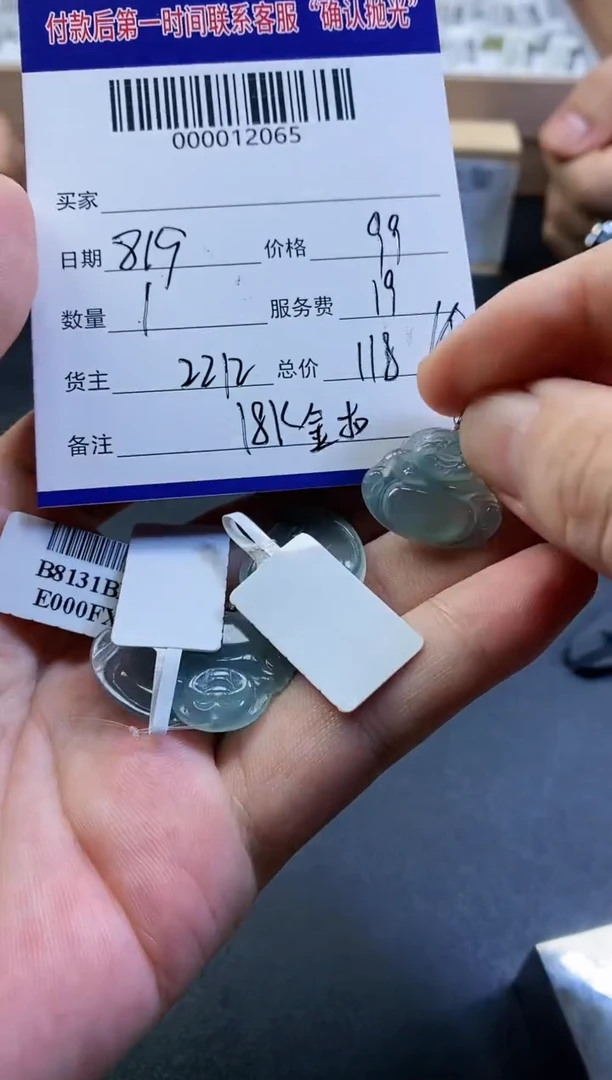 付款后第一时间联系客服“确认抛光”
000012065
买家
日期 819 价格 99
数量 1 服务费 19
货主 2212 总价 118
备注 18K金扣
B8131B
E000FX